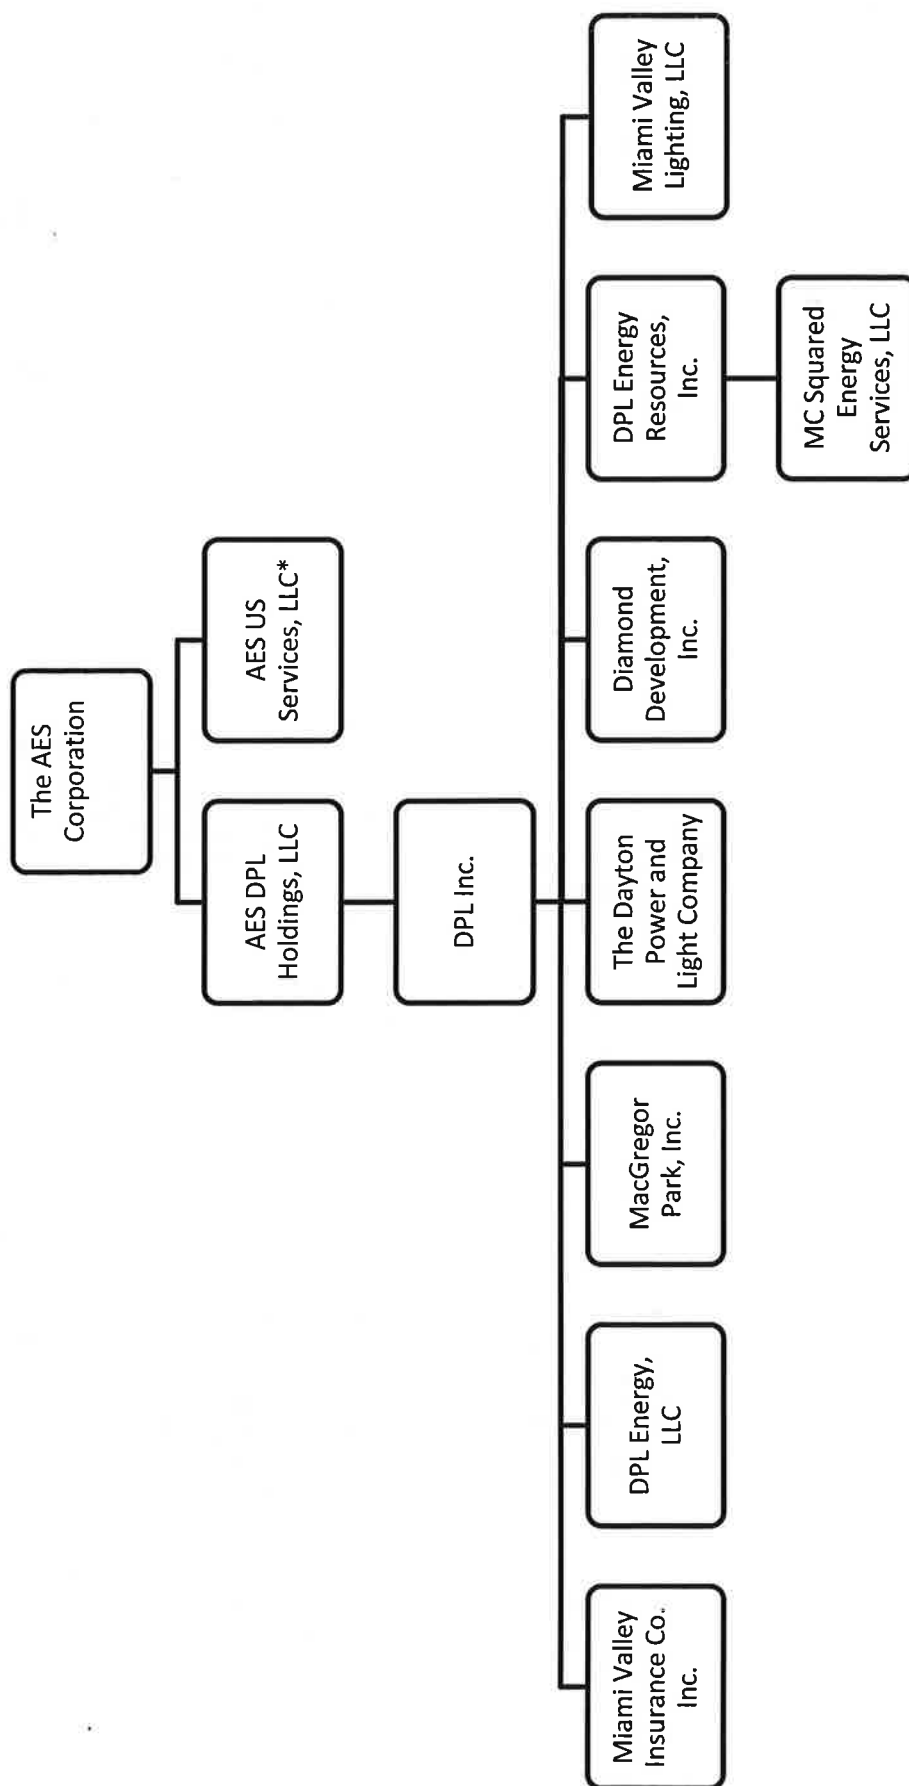 The AES
Corporation
AES DPL
Holdings, LLC
AES US
Services, LLC*
DPL Inc.
Miami Valley
Insurance Co.
Inc.
DPL Energy,
LLC
MacGregor
Park, Inc.
The Dayton
Power and
Light Company
Diamond
Development,
Inc.
DPL Energy
Resources,
Inc.
Miami Valley
Lighting, LLC
MC Squared
Energy
Services, LLC